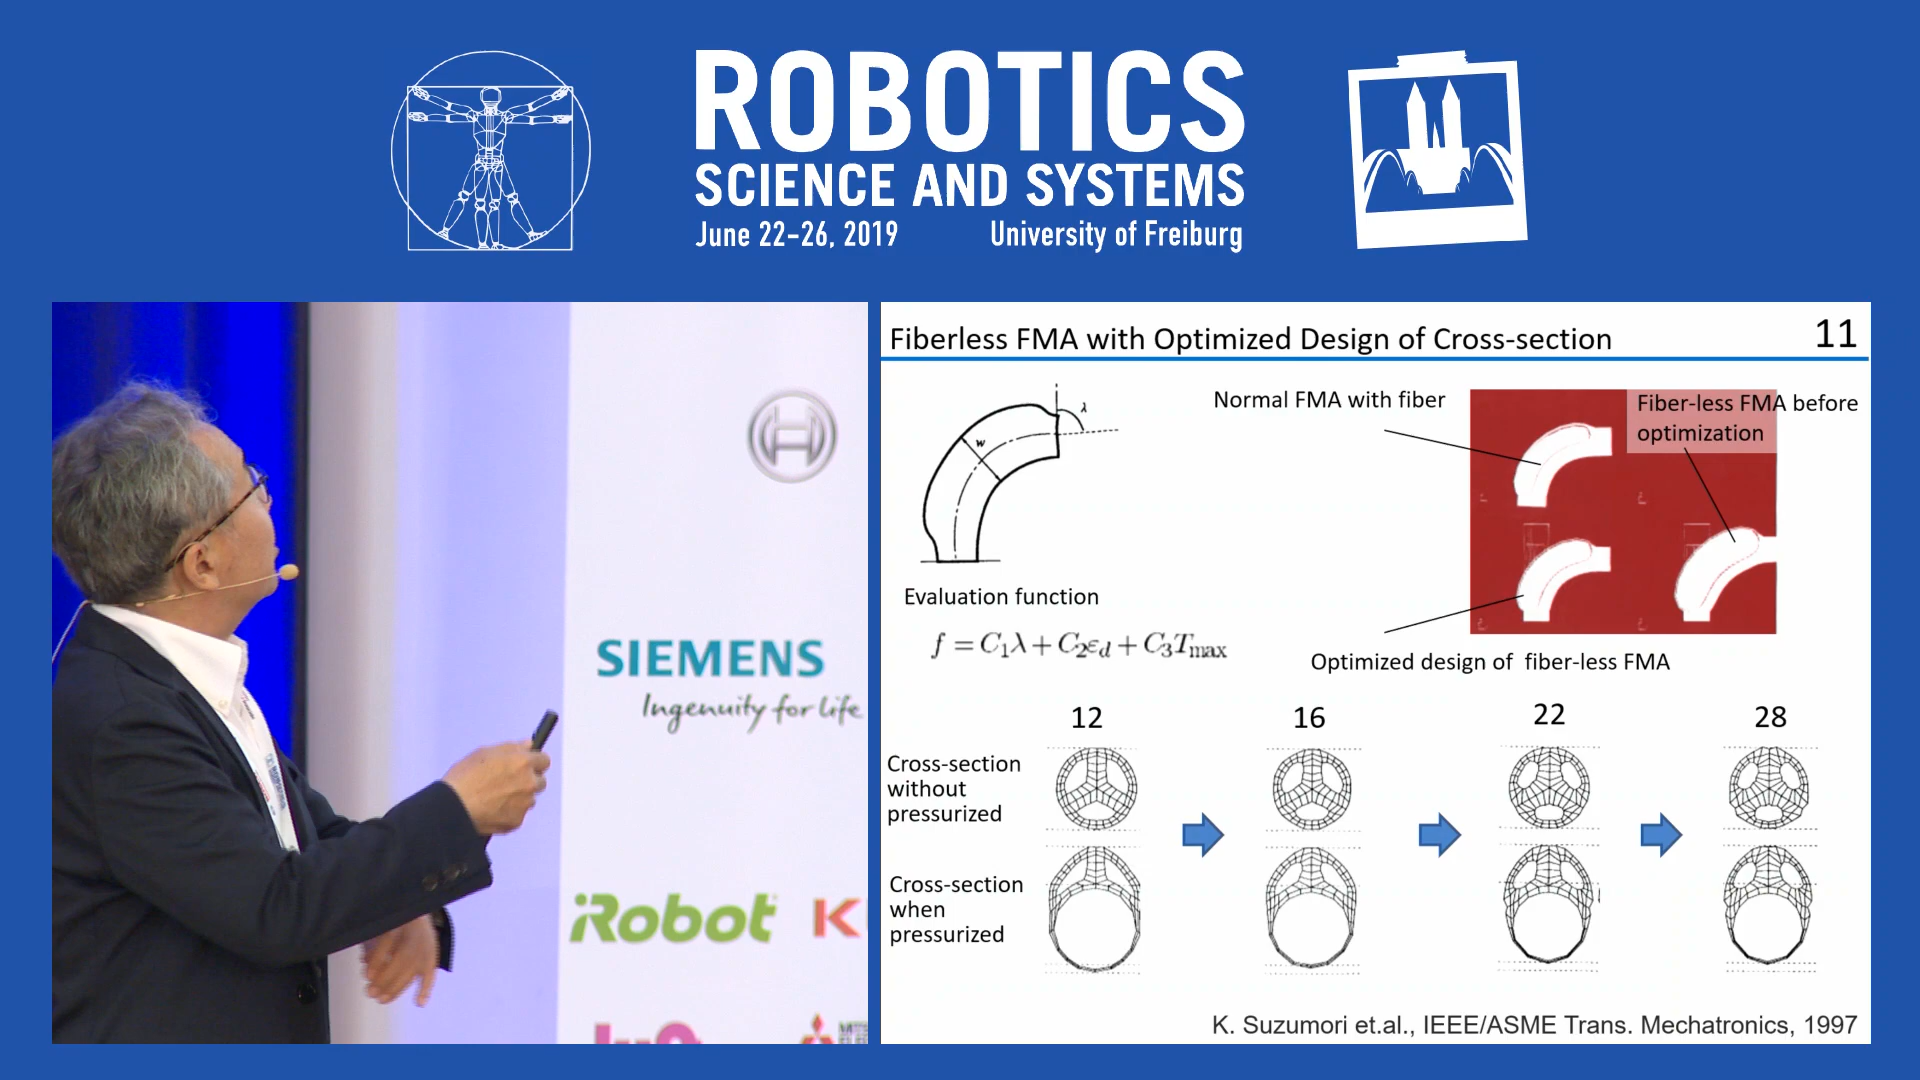 ROBOTICS
SCIENCE AND SYSTEMS
June 22-26, 2019 University of Freiburg
SIEMENS
Ingenuity for life
iRobot
K
Fiberless FMA with Optimized Design of Cross-section 11
Normal FMA with fiber
Fiber-less FMA before
optimization
λ
w
Evaluation function
f = C₁λ + C₂ε_d + C₃T_max
Optimized design of fiber-less FMA
12 16 22 28
Cross-section
without
pressurized
Cross-section
when
pressurized
K. Suzumori et.al., IEEE/ASME Trans. Mechatronics, 1997